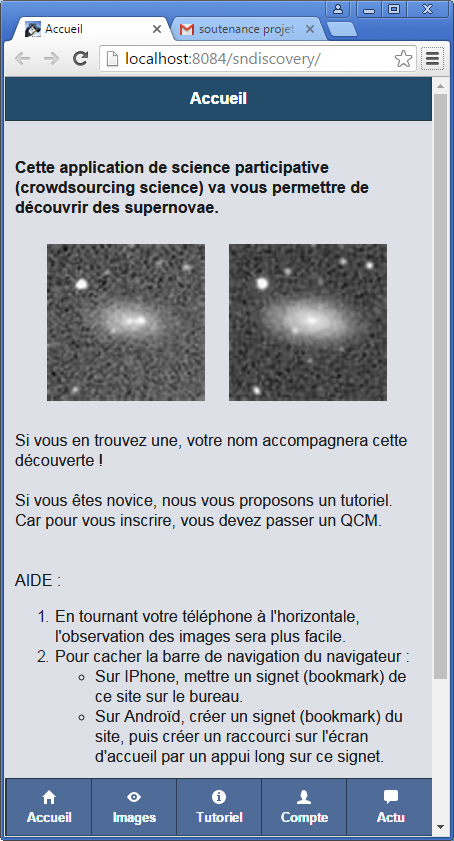 Accueil
soutenance projet
localhost:8084/sndiscovery/
Accueil
Cette application de science participative
(crowdsourcing science) va vous permettre de
découvrir des supernovae.
Si vous en trouvez une, votre nom accompagnera cette
découverte !
Si vous êtes novice, nous vous proposons un tutoriel.
Car pour vous inscrire, vous devez passer un QCM.
AIDE :
1. En tournant votre téléphone à l'horizontale,
l'observation des images sera plus facile.
2. Pour cacher la barre de navigation du navigateur :
◦ Sur IPhone, mettre un signet (bookmark) de
ce site sur le bureau.
◦ Sur Androïd, créer un signet (bookmark) du
site, puis créer un raccourci sur l'écran
d'accueil par un appui long sur ce signet.
Accueil Images Tutoriel Compte Actu